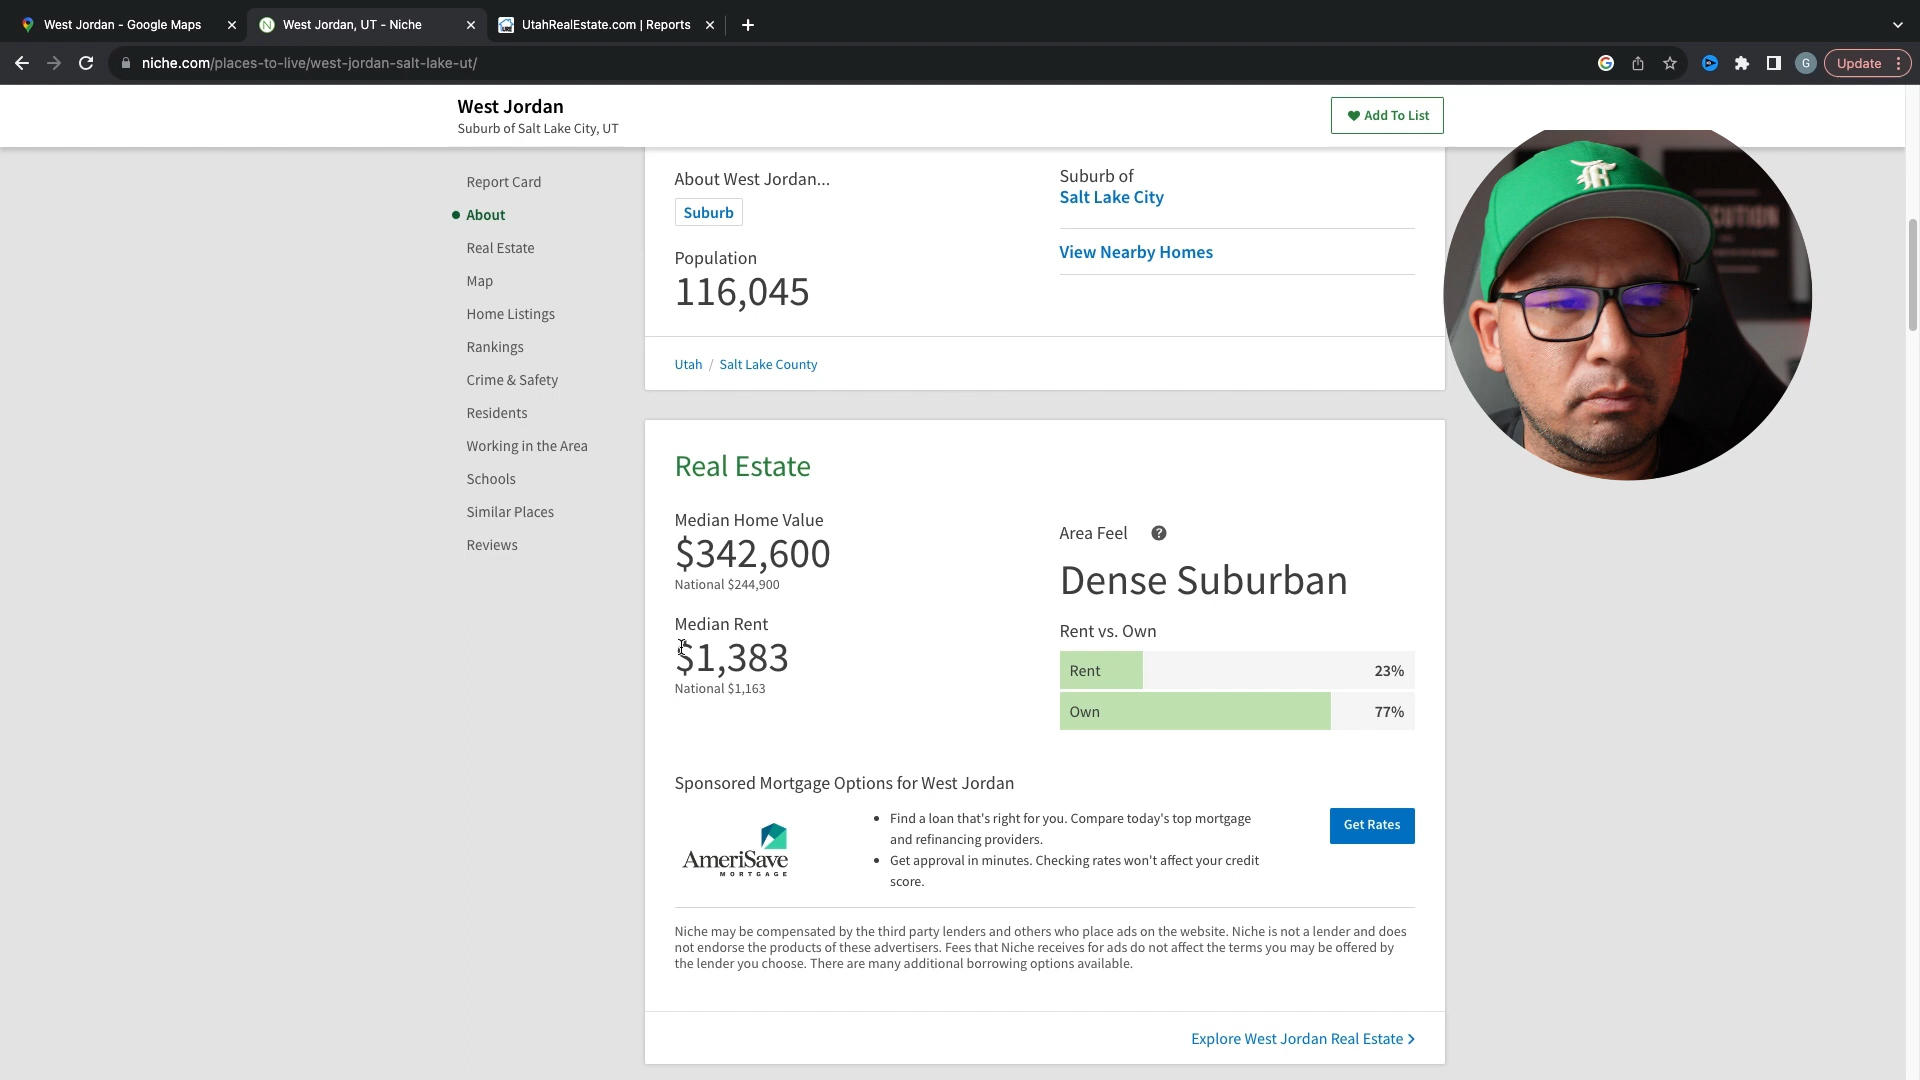 West Jordan - Google Maps
West Jordan, UT - Niche
UtahRealEstate.com | Reports
niche.com/places-to-live/west-jordan-salt-lake-ut/
G
Update
West Jordan
Suburb of Salt Lake City, UT
Add To List
Report Card
About
Real Estate
Map
Home Listings
Rankings
Crime & Safety
Residents
Working in the Area
Schools
Similar Places
Reviews
About West Jordan...
Suburb
Population
116,045
Suburb of
Salt Lake City
View Nearby Homes
Utah / Salt Lake County
Real Estate
Median Home Value
$342,600
National $244,900
Median Rent
$1,383
National $1,163
Area Feel
Dense Suburban
Rent vs. Own
Rent 23%
Own 77%
Sponsored Mortgage Options for West Jordan
AmeriSave
MORTGAGE
• Find a loan that's right for you. Compare today's top mortgage
and refinancing providers.
• Get approval in minutes. Checking rates won't affect your credit
score.
Get Rates
Niche may be compensated by the third party lenders and others who place ads on the website. Niche is not a lender and does
not endorse the products of these advertisers. Fees that Niche receives for ads do not affect the terms you may be offered by
the lender you choose. There are many additional borrowing options available.
Explore West Jordan Real Estate